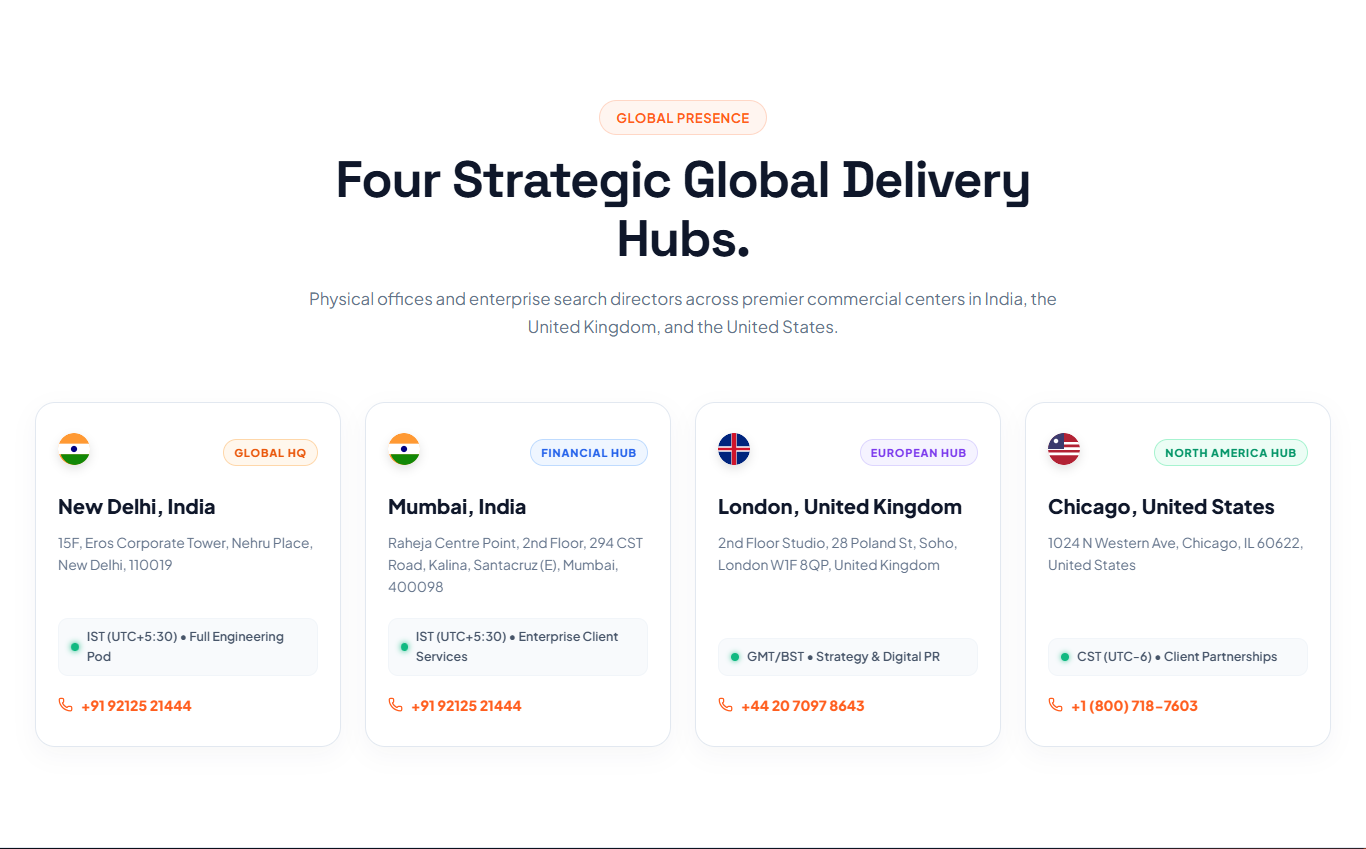 GLOBAL PRESENCE
Four Strategic Global Delivery
Hubs.
Physical offices and enterprise search directors across premier commercial centers in India, the
United Kingdom, and the United States.
GLOBAL HQ
New Delhi, India
15F, Eros Corporate Tower, Nehru Place,
New Delhi, 110019
IST (UTC+5:30) • Full Engineering
Pod
+91 92125 21444
FINANCIAL HUB
Mumbai, India
Raheja Centre Point, 2nd Floor, 294 CST
Road, Kalina, Santacruz (E), Mumbai,
400098
IST (UTC+5:30) • Enterprise Client
Services
+91 92125 21444
EUROPEAN HUB
London, United Kingdom
2nd Floor Studio, 28 Poland St, Soho,
London W1F 8QP, United Kingdom
GMT/BST • Strategy & Digital PR
+44 20 7097 8643
NORTH AMERICA HUB
Chicago, United States
1024 N Western Ave, Chicago, IL 60622,
United States
CST (UTC-6) • Client Partnerships
+1 (800) 718-7603